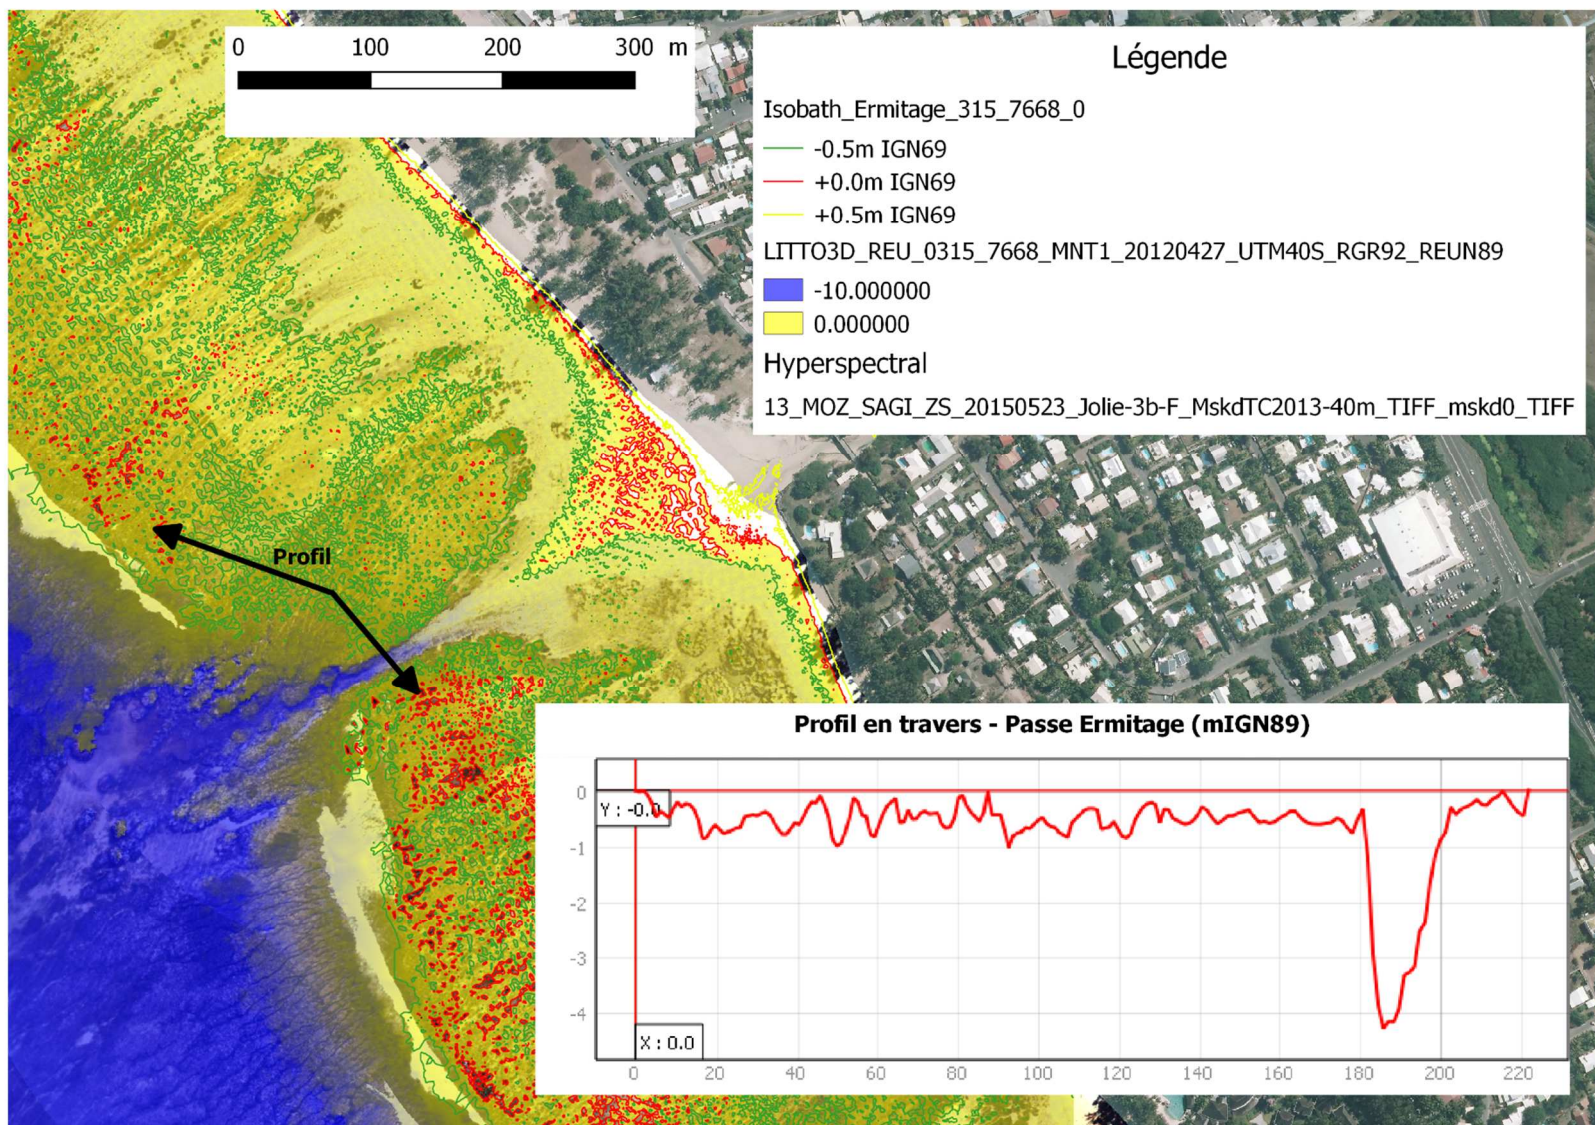 0 100 200 300 m
Légende
Isobath_Ermitage_315_7668_0
-0.5m IGN69
+0.0m IGN69
+0.5m IGN69
LITTO3D_REU_0315_7668_MNT1_20120427_UTM40S_RGR92_REUN89
-10.000000
0.000000
Hyperspectral
13_MOZ_SAGI_ZS_20150523_Jolie-3b-F_MskdTC2013-40m_TIFF_mskd0_TIFF
Profil
Profil en travers - Passe Ermitage (mIGN89)
0
Y : -0.0
-1
-2
-3
-4
X : 0.0
0 20 40 60 80 100 120 140 160 180 200 220